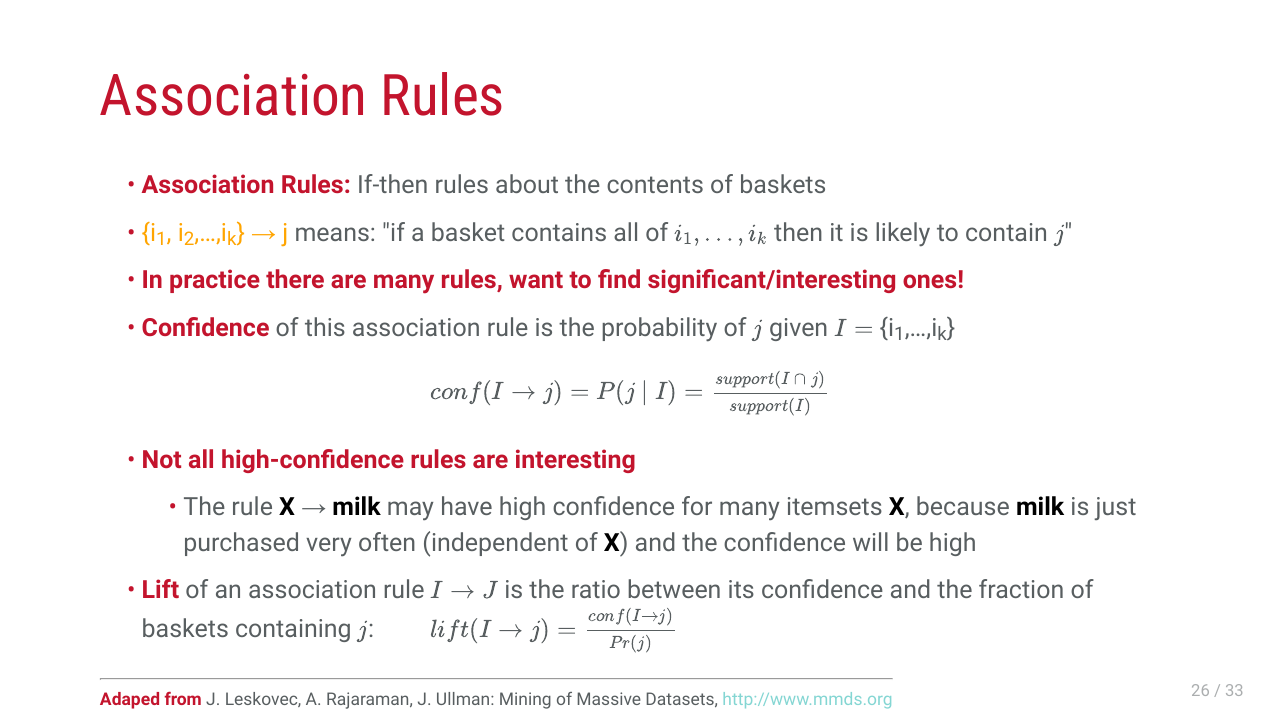 Association Rules
• Association Rules: If-then rules about the contents of baskets
• {i₁, i₂,...,iₖ} → j means: "if a basket contains all of i₁, . . . , iₖ then it is likely to contain j"
• In practice there are many rules, want to find significant/interesting ones!
• Confidence of this association rule is the probability of j given I = {i₁,...,iₖ}
conf(I → j) = P(j | I) = support(I ∩ j) / support(I)
• Not all high-confidence rules are interesting
• The rule X → milk may have high confidence for many itemsets X, because milk is just
purchased very often (independent of X) and the confidence will be high
• Lift of an association rule I → J is the ratio between its confidence and the fraction of
baskets containing j: lift(I → j) = conf(I→j) / Pr(j)
Adaped from J. Leskovec, A. Rajaraman, J. Ullman: Mining of Massive Datasets, http://www.mmds.org
26 / 33